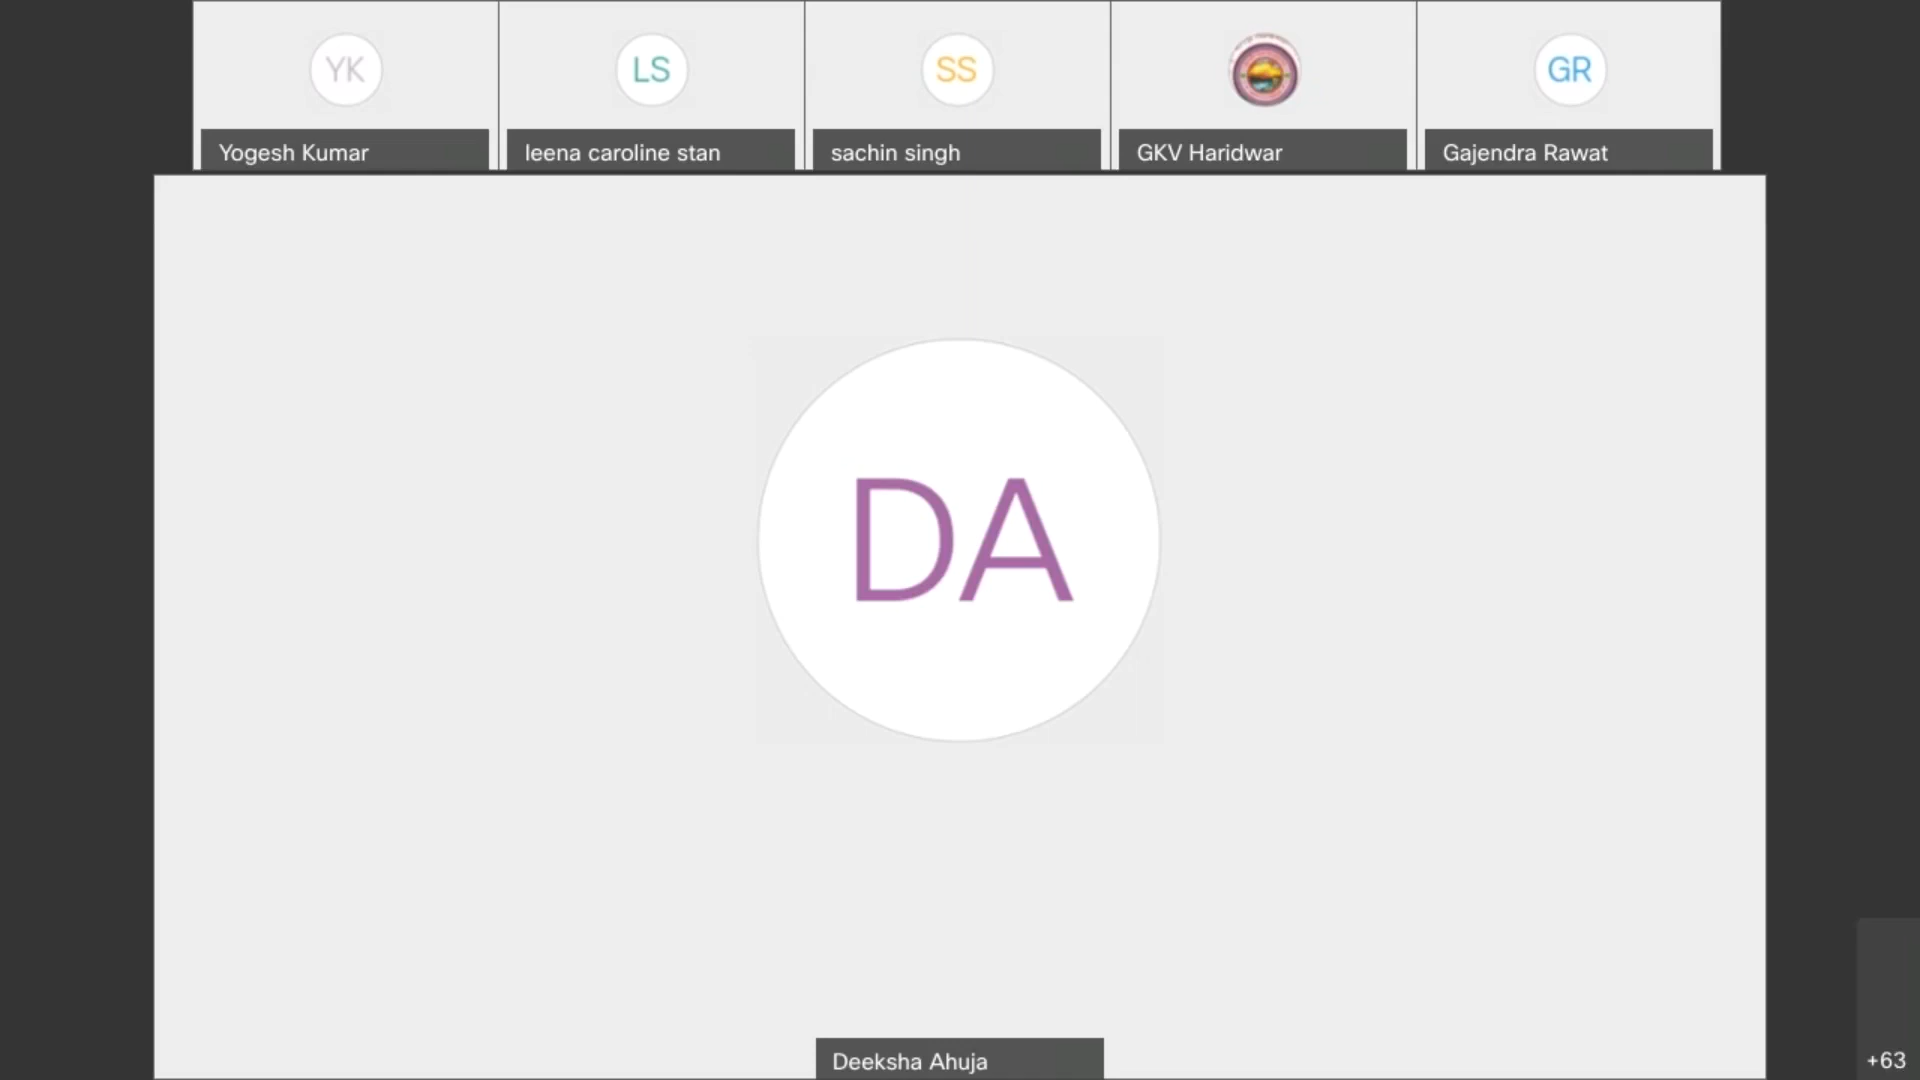 YK
LS
SS
GR
Yogesh Kumar
leena caroline stan
sachin singh
GKV Haridwar
Gajendra Rawat
DA
Deeksha Ahuja
+63